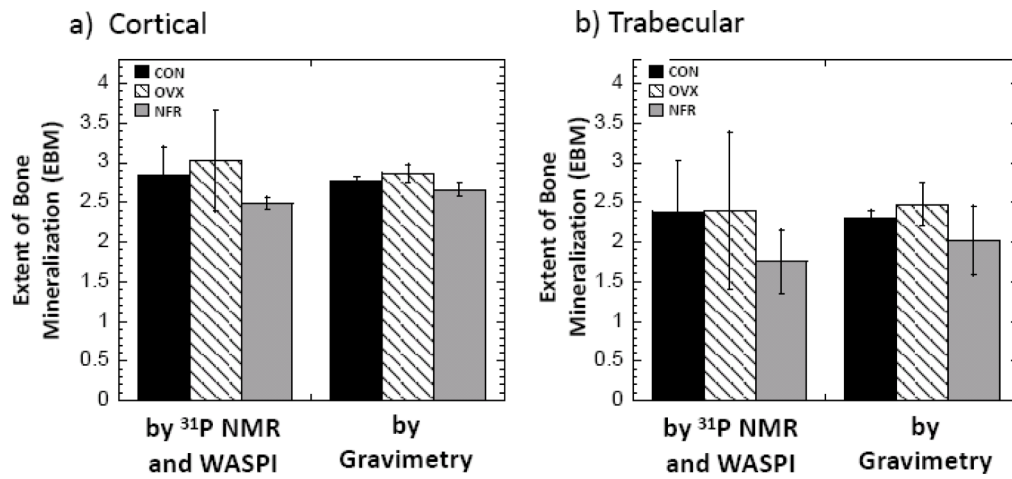 a) Cortical
CON
OVX
NFR
4
3.5
3
2.5
2
1.5
1
0.5
0
Extent of Bone
Mineralization (EBM)
by ³¹P NMR
and WASPI
by
Gravimetry
b) Trabecular
CON
OVX
NFR
4
3.5
3
2.5
2
1.5
1
0.5
0
Extent of Bone
Mineralization (EBM)
by ³¹P NMR
and WASPI
by
Gravimetry